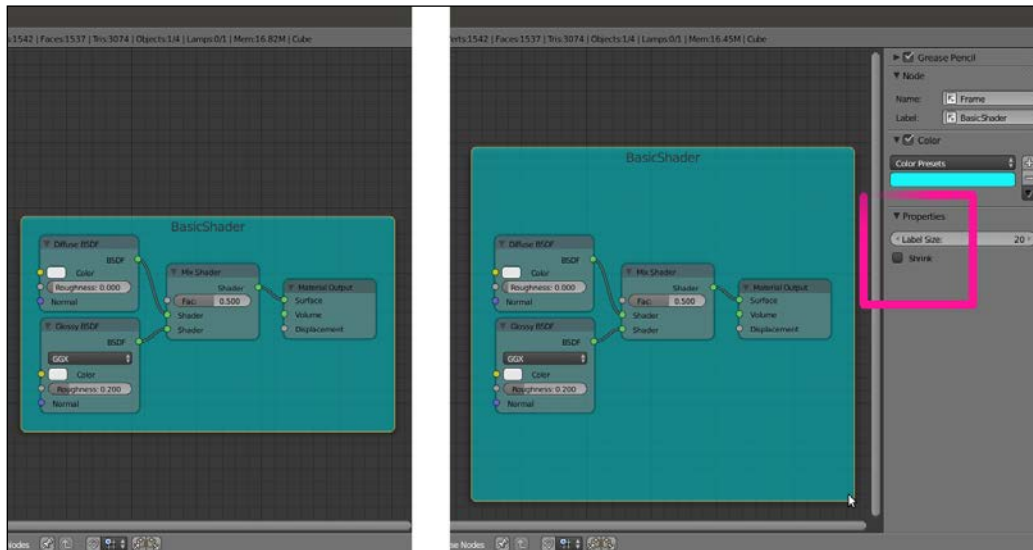 :1542 | Faces:1537 | Tris:3074 | Objects:1/4 | Lamps:0/1 | Mem:16.82M | Cube
BasicShader
Diffuse BSDF
BSDF
Color
Roughness: 0.000
Normal
Glossy BSDF
BSDF
GGX
Color
Roughness: 0.200
Normal
Mix Shader
Shader
Fac: 0.500
Shader
Shader
Material Output
Surface
Volume
Displacement
Verts:1542 | Faces:1537 | Tris:3074 | Objects:1/4 | Lamps:0/1 | Mem:16.45M | Cube
BasicShader
Diffuse BSDF
BSDF
Color
Roughness: 0.000
Normal
Glossy BSDF
BSDF
GGX
Color
Roughness: 0.200
Normal
Mix Shader
Shader
Fac: 0.500
Shader
Shader
Material Output
Surface
Volume
Displacement
Nodes
Grease Pencil
Node
Name: Frame
Label: BasicShader
Color
Color Presets
Properties
Label Size: 20
Shrink